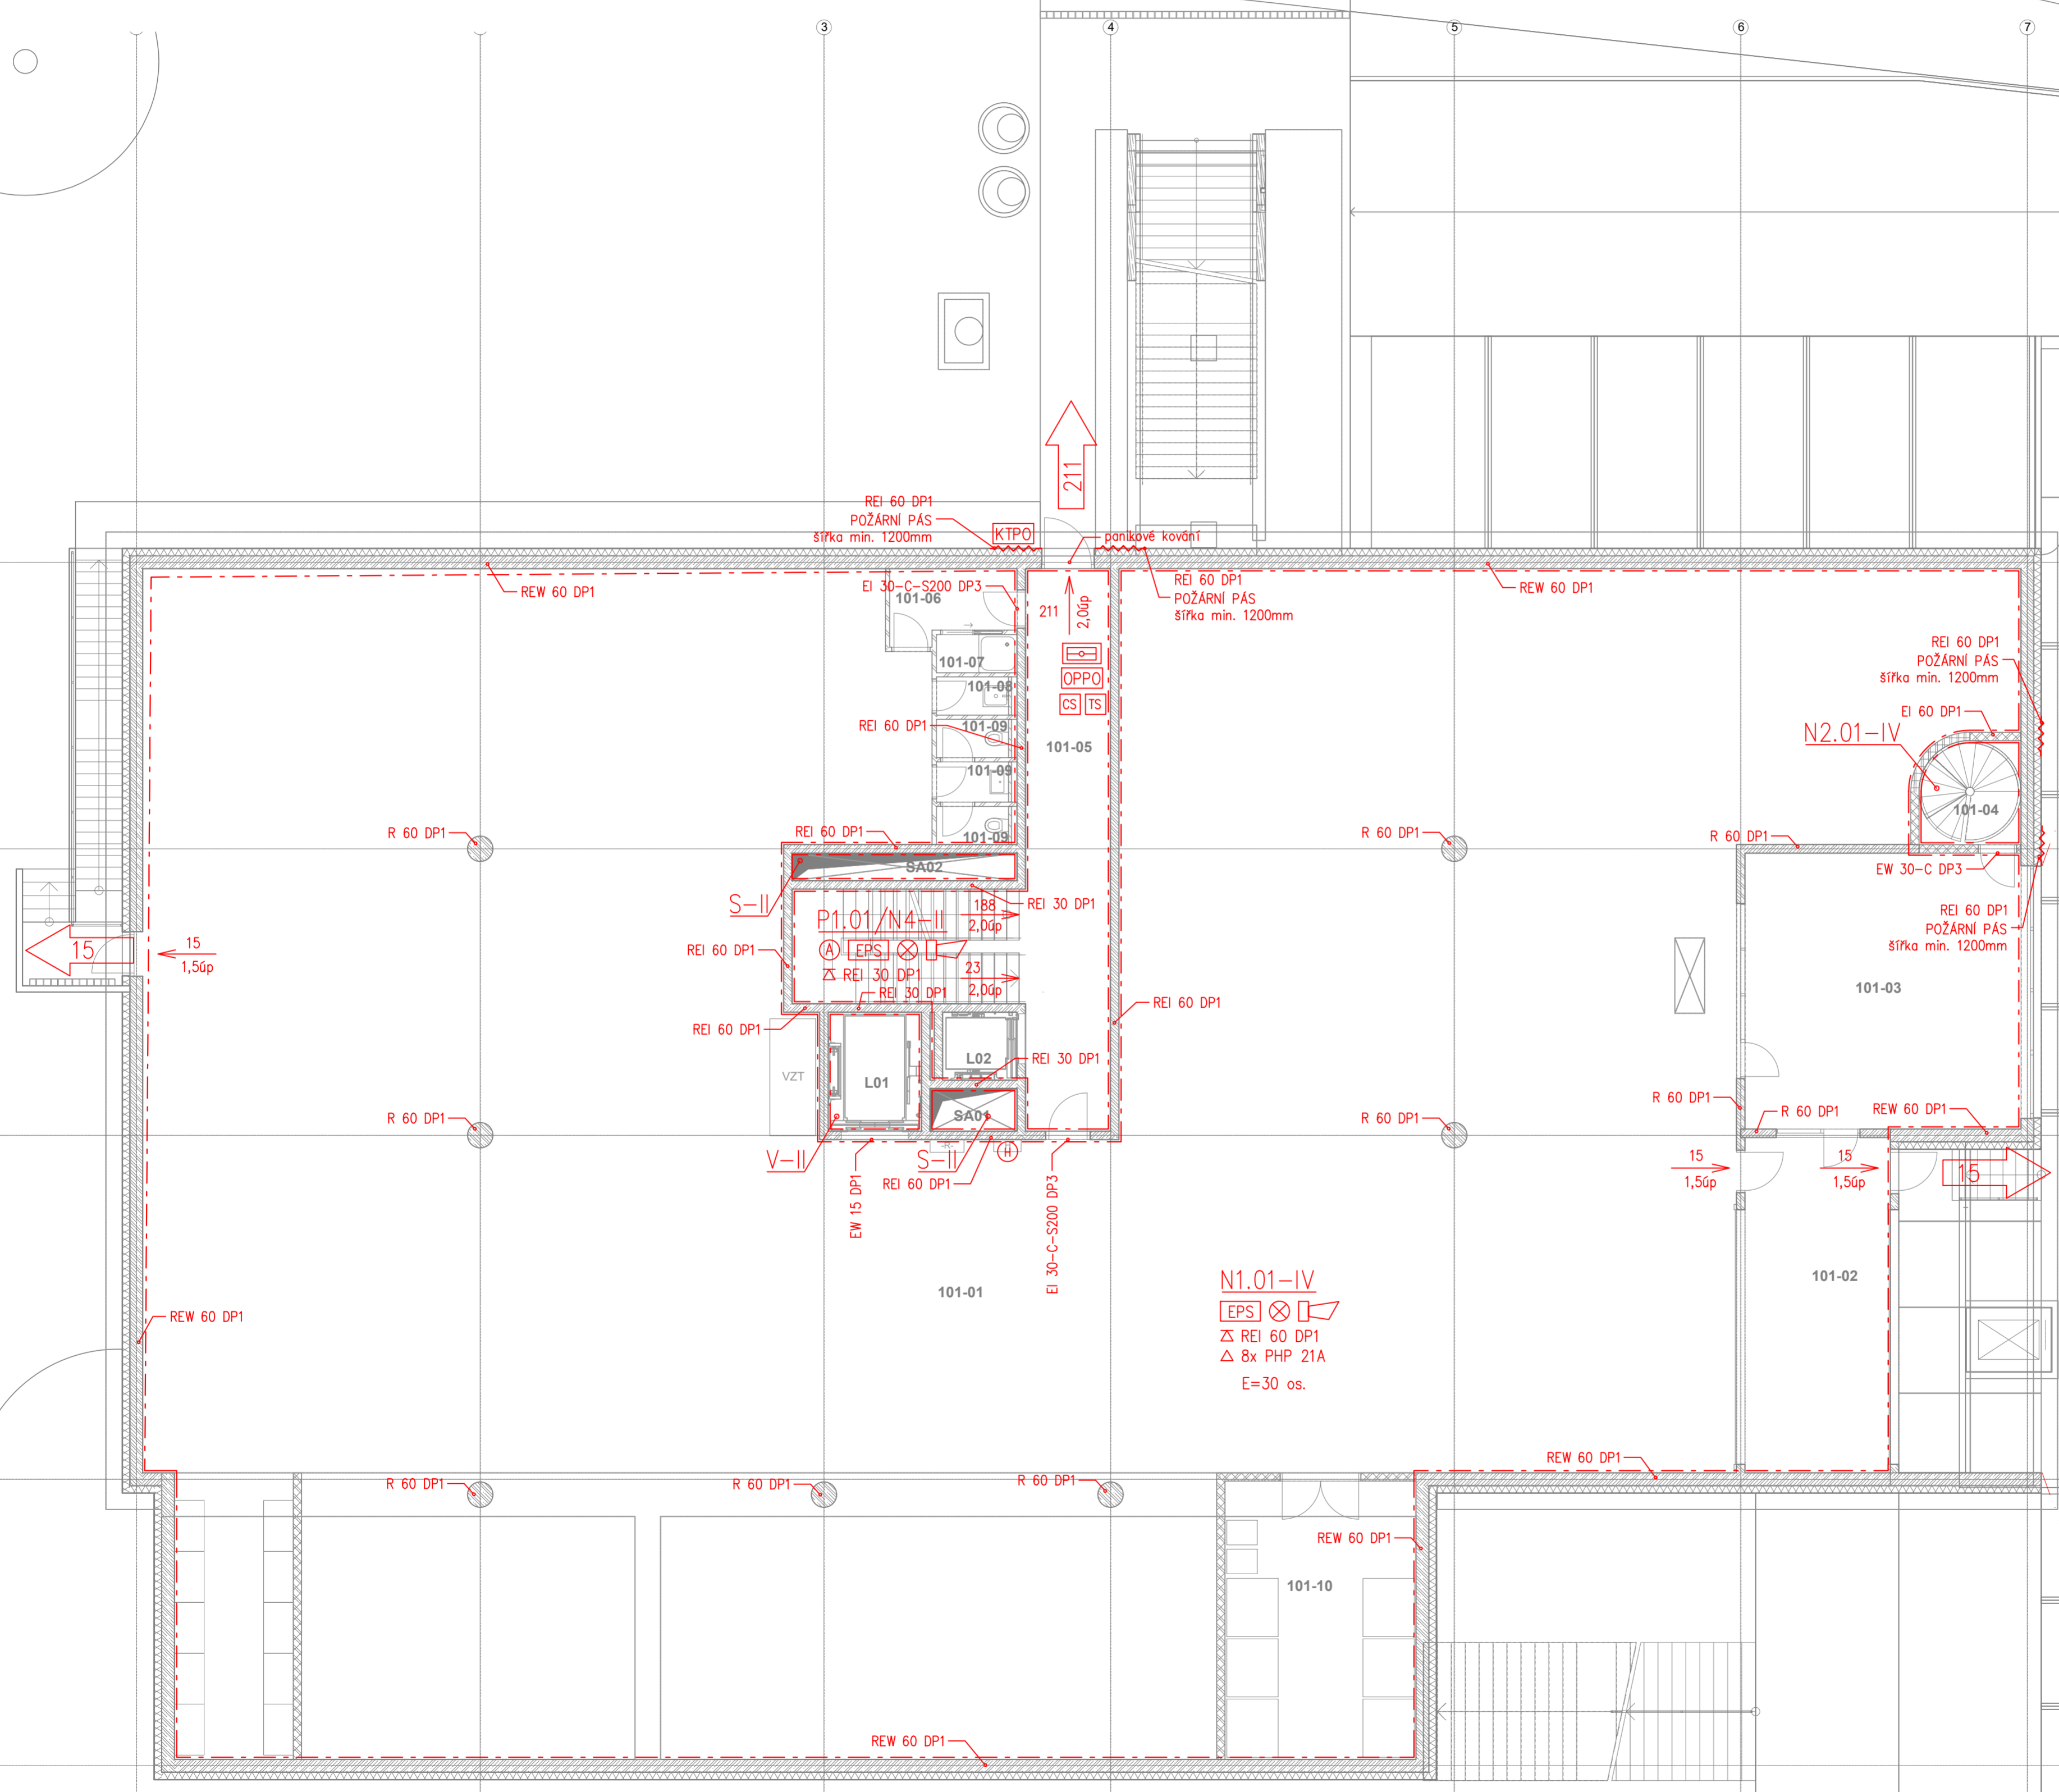 3
4
5
6
7
211
REI 60 DP1
POŽÁRNÍ PÁS
šířka min. 1200mm
KTPO
panikové kování
REW 60 DP1
EI 30-C-S200 DP3
101-06
211
2,0úp
REI 60 DP1
POŽÁRNÍ PÁS
šířka min. 1200mm
REW 60 DP1
101-07
OPPO
CS
TS
101-08
REI 60 DP1
101-09
101-05
101-09
101-09
REI 60 DP1
POŽÁRNÍ PÁS
šířka min. 1200mm
EI 60 DP1
N2.01-IV
101-04
R 60 DP1
REI 60 DP1
R 60 DP1
R 60 DP1
SA02
EW 30-C DP3
S-II
REI 30 DP1
P1.01/N4-II
188
2,0úp
REI 60 DP1
A
EPS
REI 30 DP1
23
2,0úp
REI 30 DP1
REI 60 DP1
REI 60 DP1
15
15
1,5úp
REI 60 DP1
POŽÁRNÍ PÁS
šířka min. 1200mm
101-03
VZT
L01
L02
REI 30 DP1
SA01
R 60 DP1
R 60 DP1
R 60 DP1
R 60 DP1
REW 60 DP1
V-II
S-II
H
REI 60 DP1
EW 15 DP1
EI 30-C-S200 DP3
15
1,5úp
15
1,5úp
15
101-01
101-02
N1.01-IV
EPS
REI 60 DP1
8x PHP 21A
E=30 os.
REW 60 DP1
R 60 DP1
R 60 DP1
R 60 DP1
REW 60 DP1
REW 60 DP1
101-10
REW 60 DP1